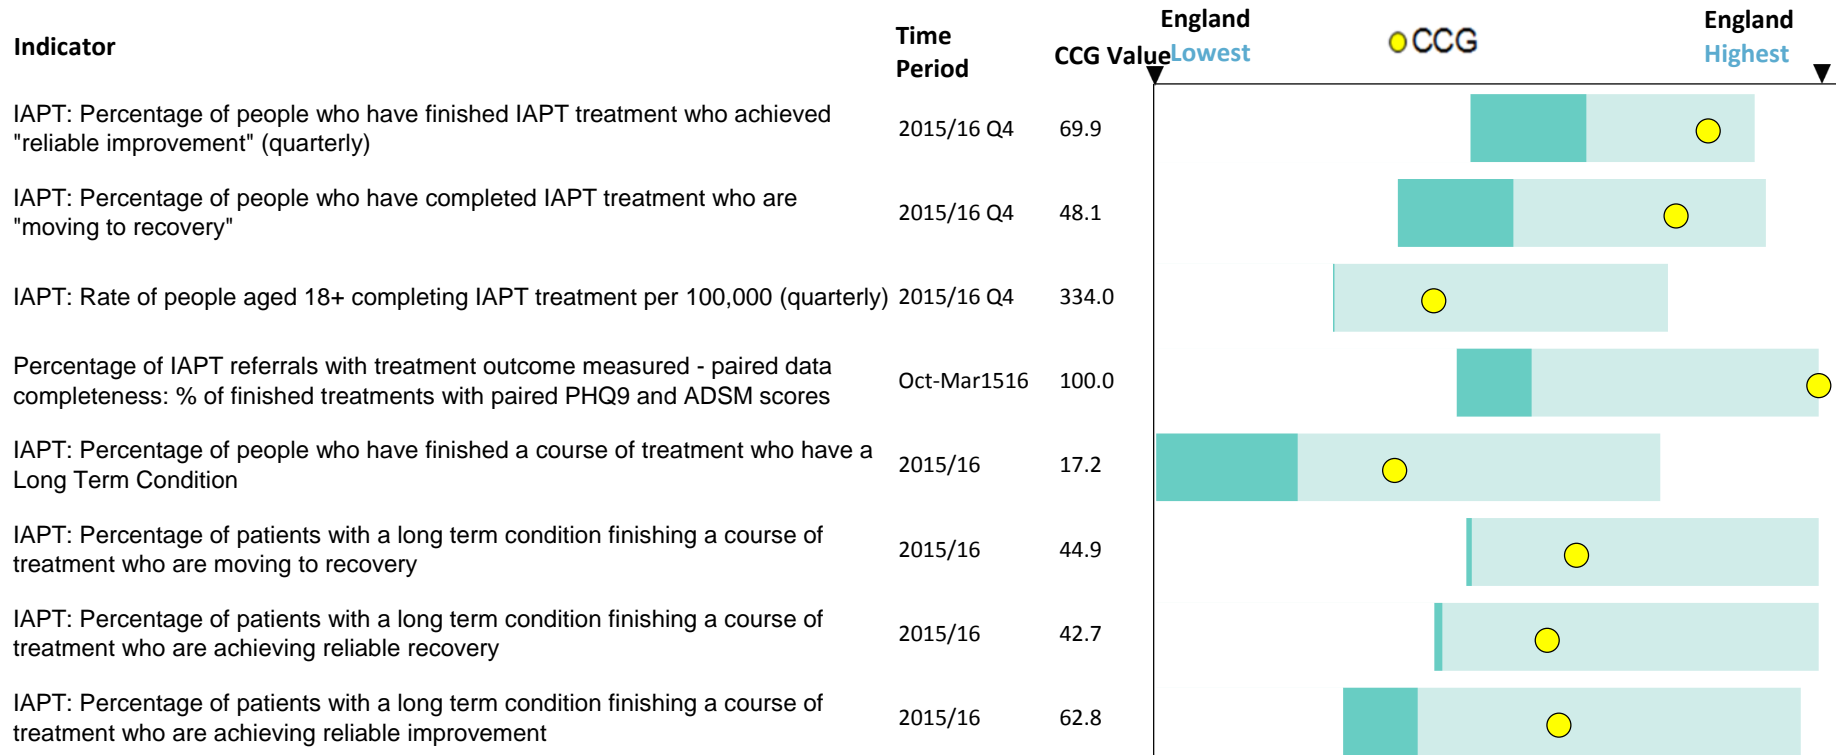 Indicator
Time
Period
CCG Value
England
Lowest
CCG
England
Highest
IAPT: Percentage of people who have finished IAPT treatment who achieved
"reliable improvement" (quarterly)
2015/16 Q4
69.9
IAPT: Percentage of people who have completed IAPT treatment who are
"moving to recovery"
2015/16 Q4
48.1
IAPT: Rate of people aged 18+ completing IAPT treatment per 100,000 (quarterly)
2015/16 Q4
334.0
Percentage of IAPT referrals with treatment outcome measured - paired data
completeness: % of finished treatments with paired PHQ9 and ADSM scores
Oct-Mar1516
100.0
IAPT: Percentage of people who have finished a course of treatment who have a
Long Term Condition
2015/16
17.2
IAPT: Percentage of patients with a long term condition finishing a course of
treatment who are moving to recovery
2015/16
44.9
IAPT: Percentage of patients with a long term condition finishing a course of
treatment who are achieving reliable recovery
2015/16
42.7
IAPT: Percentage of patients with a long term condition finishing a course of
treatment who are achieving reliable improvement
2015/16
62.8